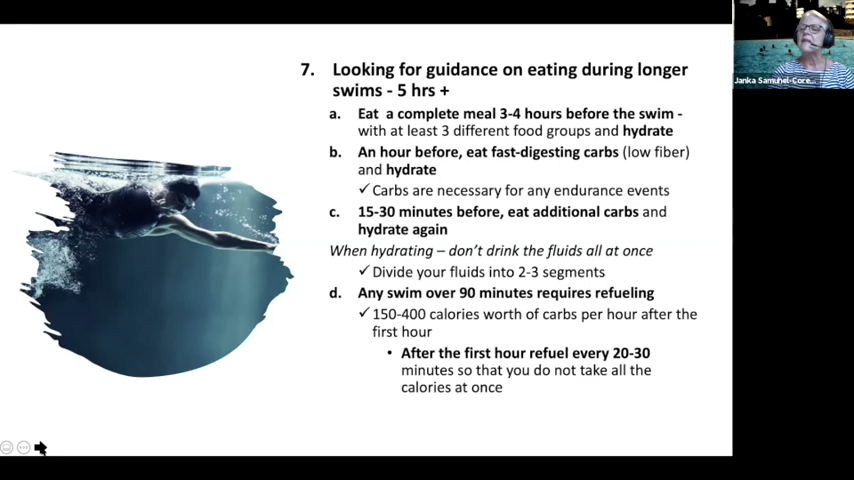 7. Looking for guidance on eating during longer
swims - 5 hrs +
a. Eat a complete meal 3-4 hours before the swim -
with at least 3 different food groups and hydrate
b. An hour before, eat fast-digesting carbs (low fiber)
and hydrate
✓Carbs are necessary for any endurance events
c. 15-30 minutes before, eat additional carbs and
hydrate again
When hydrating – don't drink the fluids all at once
✓Divide your fluids into 2-3 segments
d. Any swim over 90 minutes requires refueling
✓150-400 calories worth of carbs per hour after the
first hour
• After the first hour refuel every 20-30
minutes so that you do not take all the
calories at once
Janka Samuhel-Core...